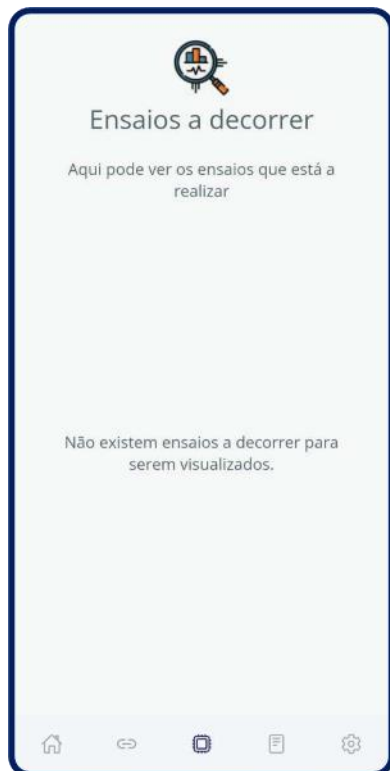 Ensaios a decorrer
Aqui pode ver os ensaios que está a
realizar
Não existem ensaios a decorrer para
serem visualizados.